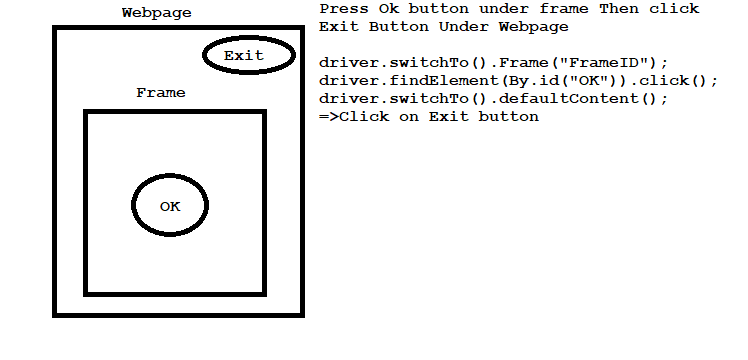 Webpage
Exit
Frame
OK
Press Ok button under frame Then click
Exit Button Under Webpage
driver.switchTo().Frame("FrameID");
driver.findElement(By.id("OK")).click();
driver.switchTo().defaultContent();
=>Click on Exit button